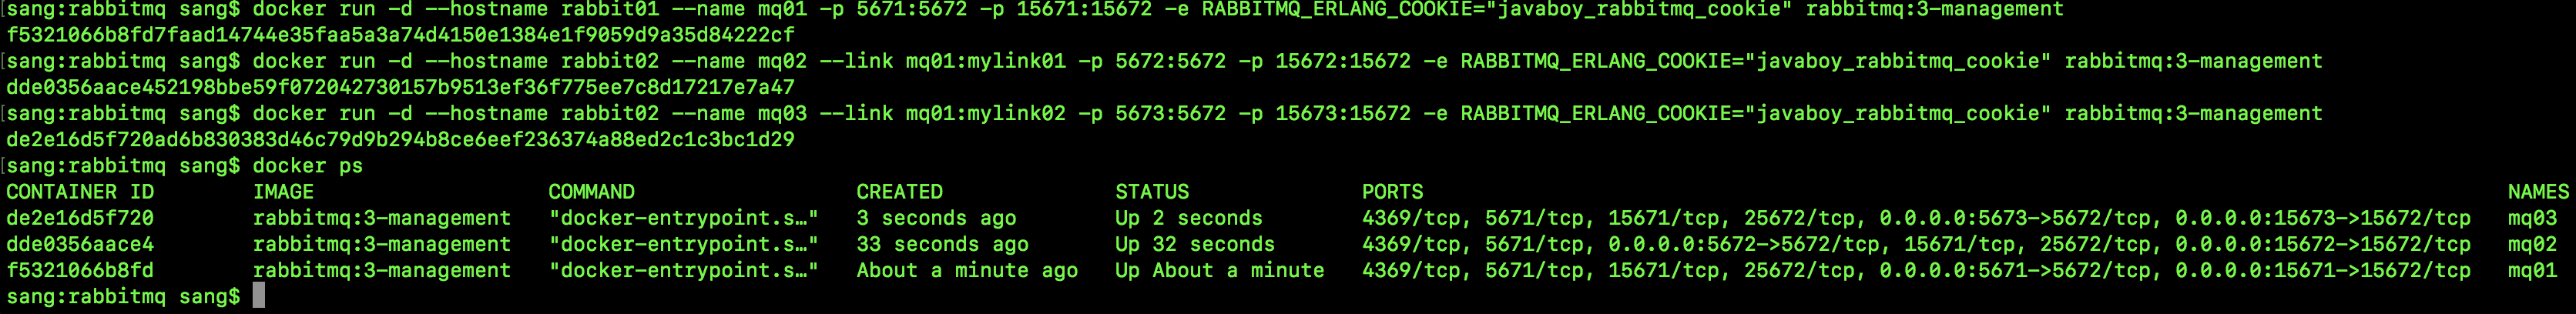 [sang:rabbitmq sang$ docker run -d --hostname rabbit01 --name mq01 -p 5671:5672 -p 15671:15672 -e RABBITMQ_ERLANG_COOKIE="javaboy_rabbitmq_cookie" rabbitmq:3-management
f5321066b8fd7faad14744e35faa5a3a74d4150e1384e1f9059d9a35d84222cf
[sang:rabbitmq sang$ docker run -d --hostname rabbit02 --name mq02 --link mq01:mylink01 -p 5672:5672 -p 15672:15672 -e RABBITMQ_ERLANG_COOKIE="javaboy_rabbitmq_cookie" rabbitmq:3-management
dde0356aace452198bbe59f072042730157b9513ef36f775ee7c8d17217e7a47
[sang:rabbitmq sang$ docker run -d --hostname rabbit02 --name mq03 --link mq01:mylink02 -p 5673:5672 -p 15673:15672 -e RABBITMQ_ERLANG_COOKIE="javaboy_rabbitmq_cookie" rabbitmq:3-management
de2e16d5f720ad6b830383d46c79d9b294b8ce6eef236374a88ed2c1c3bc1d29
[sang:rabbitmq sang$ docker ps
CONTAINER ID IMAGE COMMAND CREATED STATUS PORTS NAMES
de2e16d5f720 rabbitmq:3-management "docker-entrypoint.s…" 3 seconds ago Up 2 seconds 4369/tcp, 5671/tcp, 15671/tcp, 25672/tcp, 0.0.0.0:5673->5672/tcp, 0.0.0.0:15673->15672/tcp mq03
dde0356aace4 rabbitmq:3-management "docker-entrypoint.s…" 33 seconds ago Up 32 seconds 4369/tcp, 5671/tcp, 0.0.0.0:5672->5672/tcp, 15671/tcp, 25672/tcp, 0.0.0.0:15672->15672/tcp mq02
f5321066b8fd rabbitmq:3-management "docker-entrypoint.s…" About a minute ago Up About a minute 4369/tcp, 5671/tcp, 15671/tcp, 25672/tcp, 0.0.0.0:5671->5672/tcp, 0.0.0.0:15671->15672/tcp mq01
sang:rabbitmq sang$